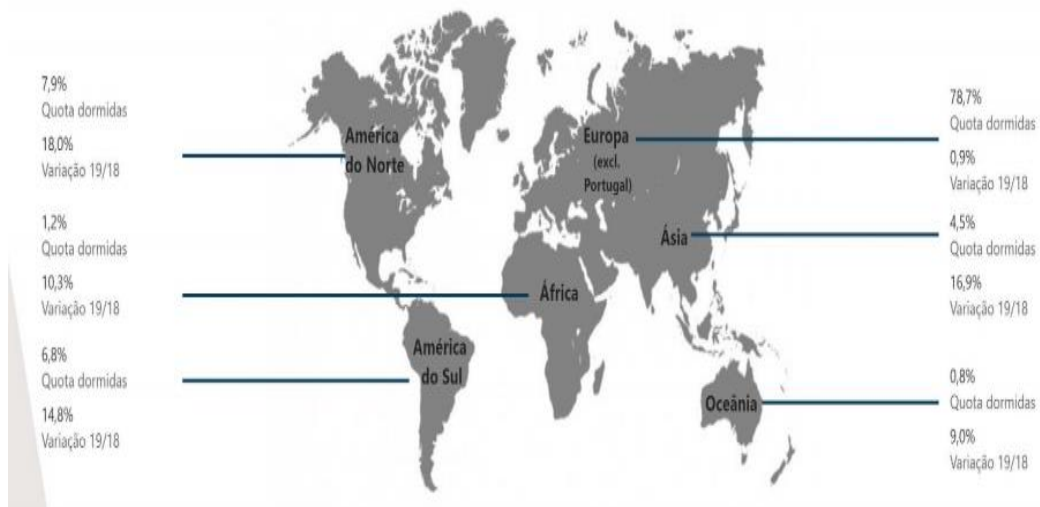 7,9%
Quota dormidas
18,0%
Variação 19/18
1,2%
Quota dormidas
10,3%
Variação 19/18
6,8%
Quota dormidas
14,8%
Variação 19/18
América
do Norte
Europa
(excl.
Portugal)
Ásia
África
América
do Sul
Oceânia
78,7%
Quota dormidas
0,9%
Variação 19/18
4,5%
Quota dormidas
16,9%
Variação 19/18
0,8%
Quota dormidas
9,0%
Variação 19/18